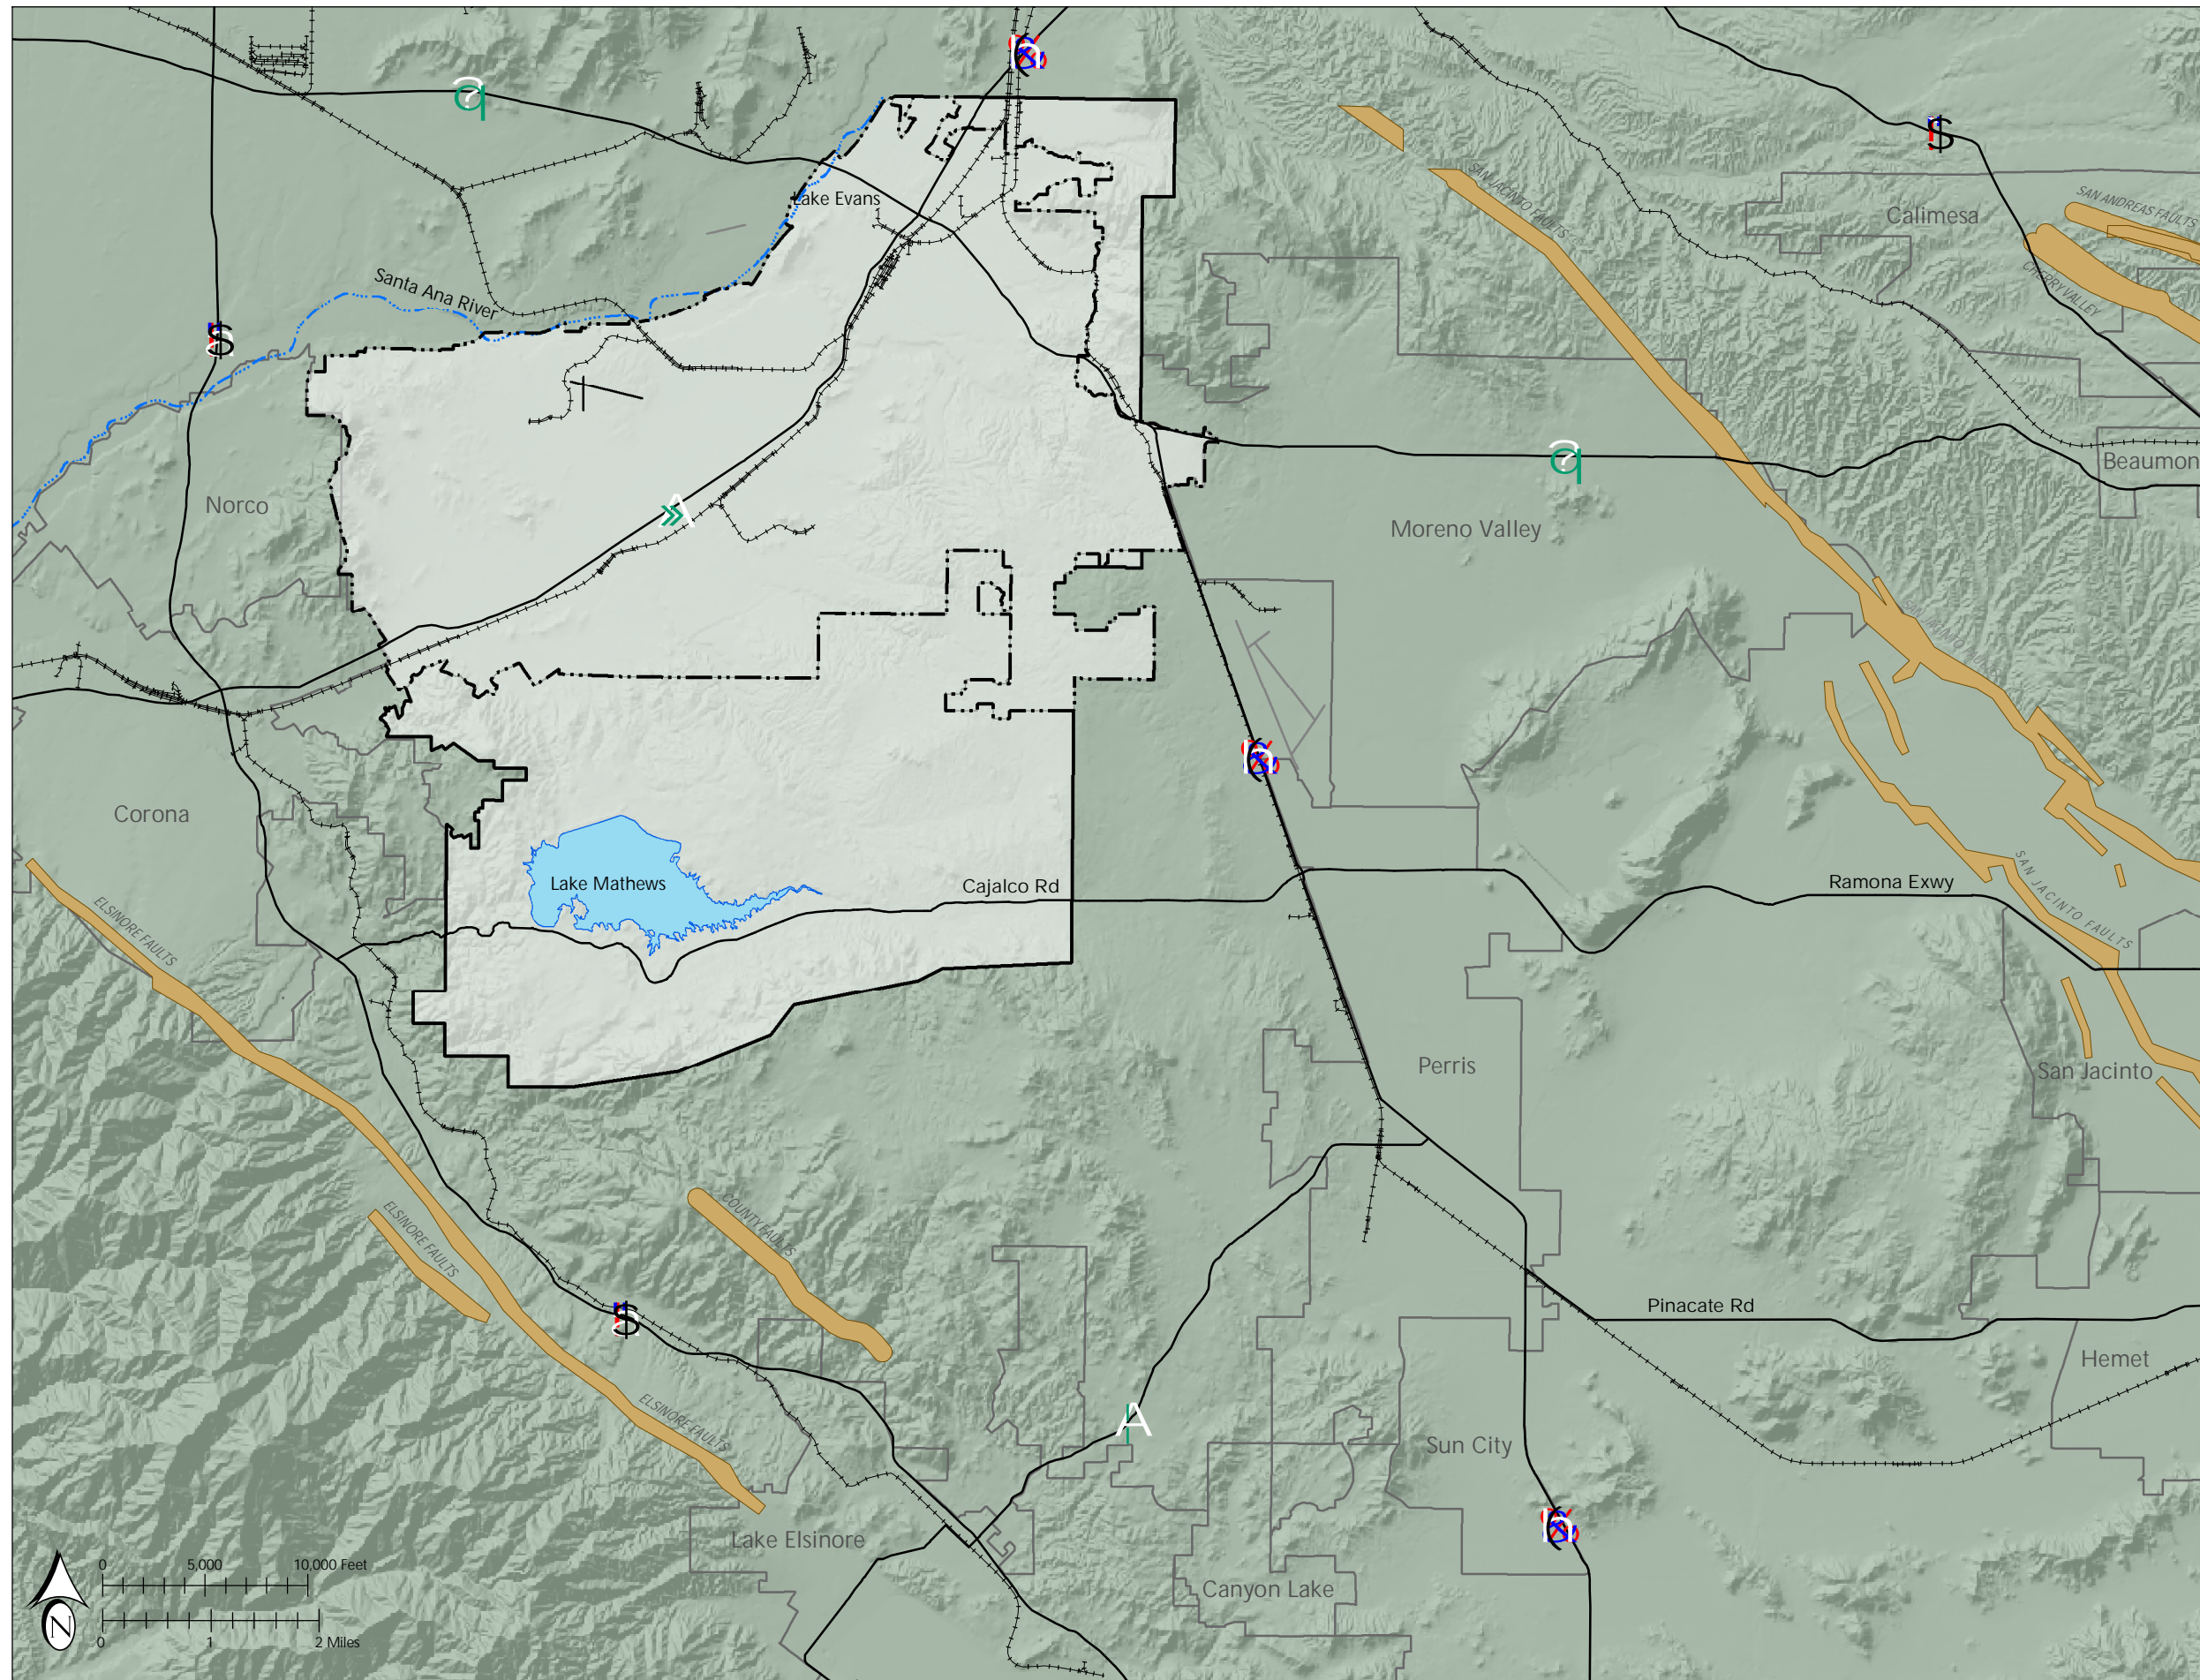 Lake Evans
SAN JACINTO FAULTS
Calimesa
SAN ANDREAS FAULTS
CHERRY VALLEY
Santa Ana River
Norco
Moreno Valley
Beaumon
Corona
Lake Mathews
Cajalco Rd
Ramona Exwy
SAN JACINTO FAULTS
ELSINORE FAULTS
Perris
San Jacinto
ELSINORE FAULTS
COUNTY FAULTS
Pinacate Rd
Hemet
ELSINORE FAULTS
Sun City
Lake Elsinore
Canyon Lake
0 5,000 10,000 Feet
N
0 1 2 Miles